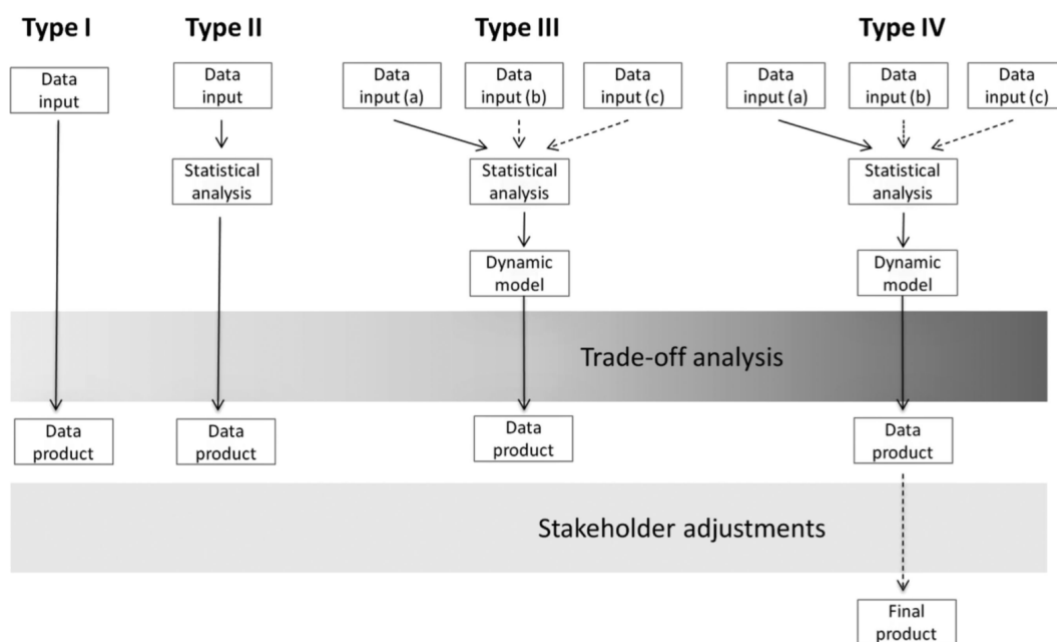 Type I
Type II
Type III
Type IV
Data
input
Data
input
Data
input (a)
Data
input (b)
Data
input (c)
Data
input (a)
Data
input (b)
Data
input (c)
Statistical
analysis
Statistical
analysis
Statistical
analysis
Dynamic
model
Dynamic
model
Trade-off analysis
Data
product
Data
product
Data
product
Data
product
Stakeholder adjustments
Final
product